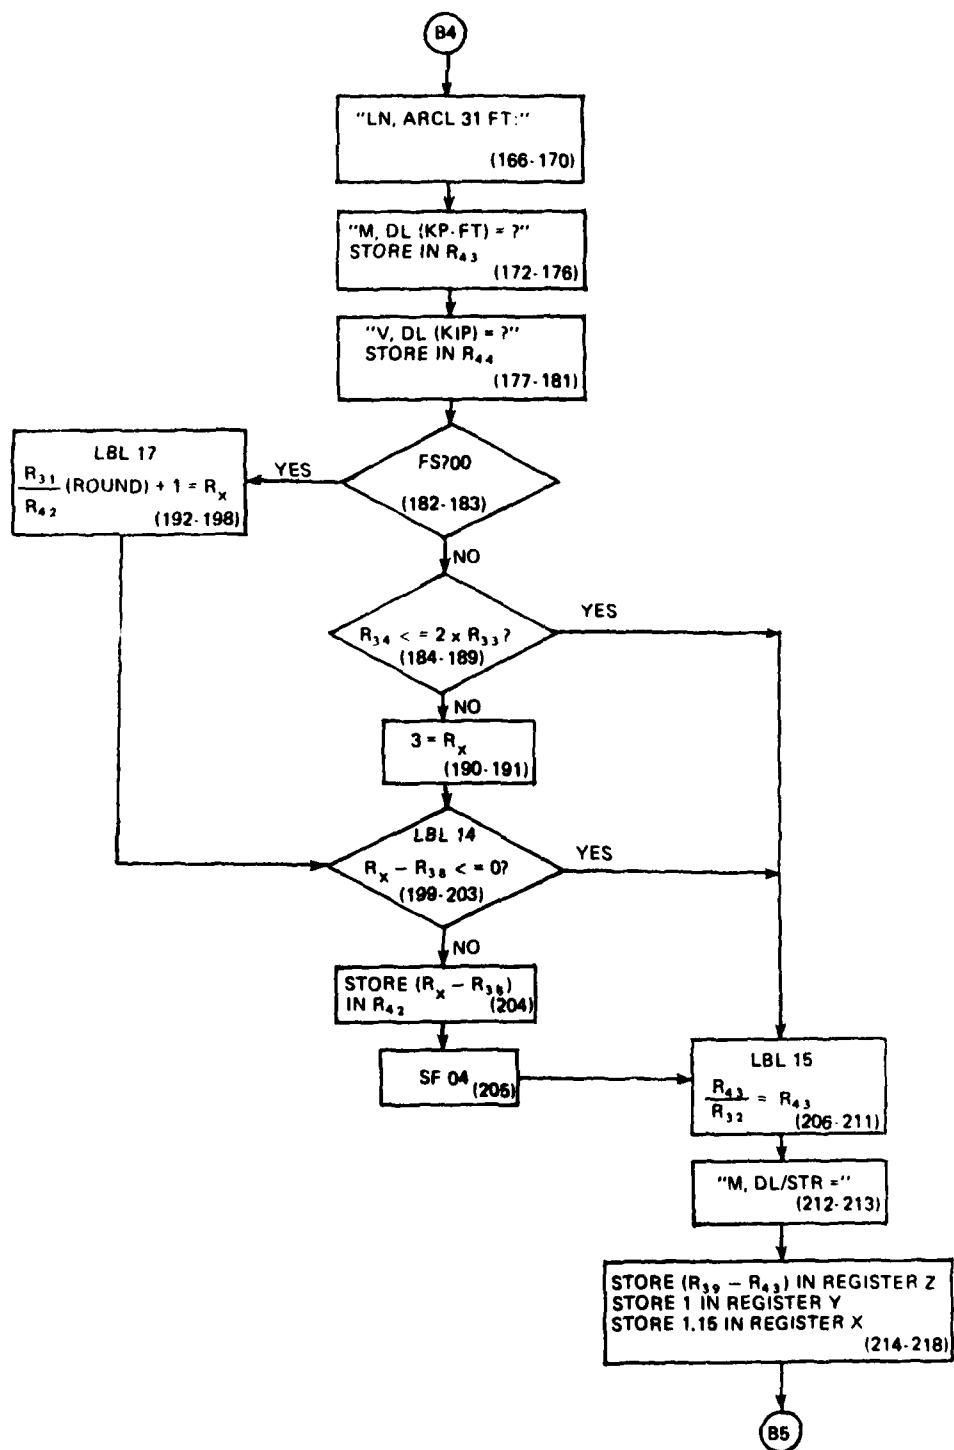 B4
"LN, ARCL 31 FT:"
(166-170)
"M, DL (KP-FT) = ?"
STORE IN R₄₃
(172-176)
"V, DL (KIP) = ?"
STORE IN R₄₄
(177-181)
FS?00
(182-183)
YES
LBL 17
R₃₁
R₄₂
(ROUND) + 1 = Rₓ
(192-198)
NO
R₃₄ < = 2 x R₃₃?
(184-189)
YES
NO
3 = Rₓ
(190-191)
LBL 14
Rₓ − R₃₈ < = 0?
(199-203)
YES
NO
STORE (Rₓ − R₃₈)
IN R₄₂ (204)
SF 04
(205)
LBL 15
R₄₃
R₃₂
= R₄₃
(206-211)
"M, DL/STR ="
(212-213)
STORE (R₃₉ − R₄₃) IN REGISTER Z
STORE 1 IN REGISTER Y
STORE 1.15 IN REGISTER X
(214-218)
B5